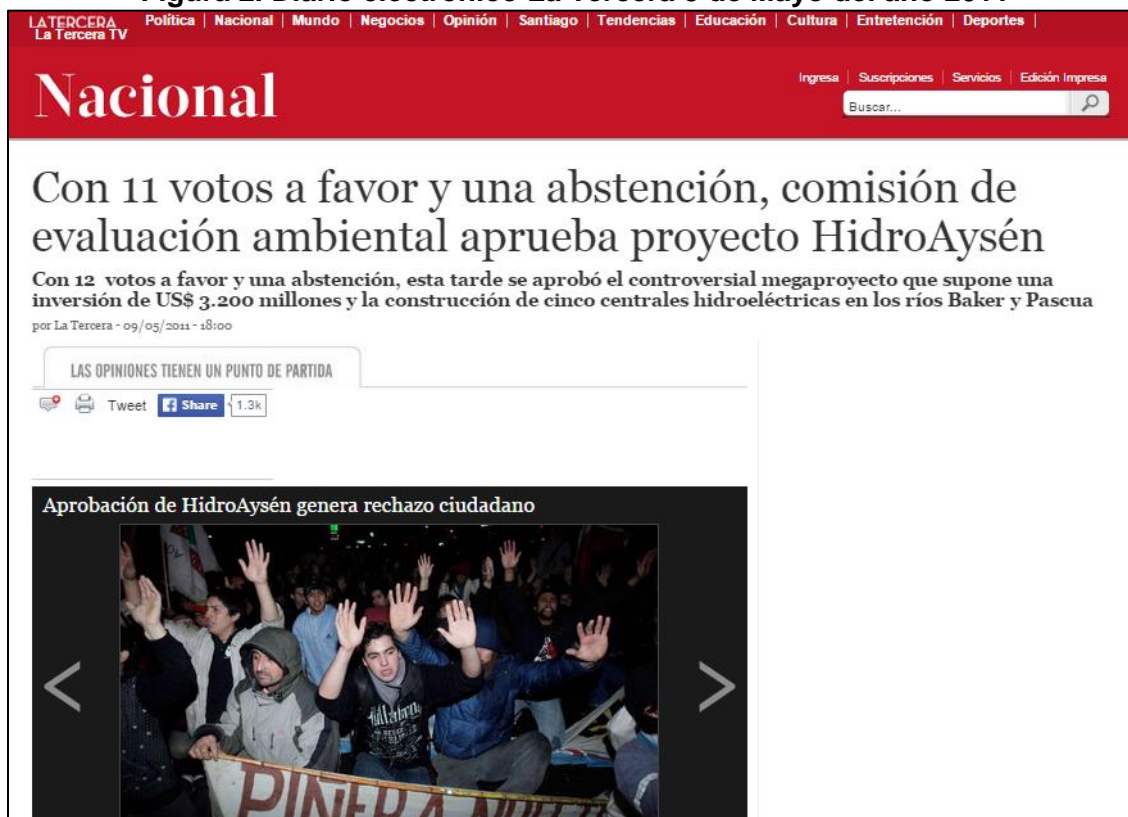 LATERCERA Política | Nacional | Mundo | Negocios | Opinión | Santiago | Tendencias | Educación | Cultura | Entretención | Deportes |
La Tercera TV
Nacional
Ingresa | Suscripciones | Servicios | Edición Impresa
Buscar...
Con 11 votos a favor y una abstención, comisión de
evaluación ambiental aprueba proyecto HidroAysén
Con 12 votos a favor y una abstención, esta tarde se aprobó el controversial megaproyecto que supone una
inversión de US$ 3.200 millones y la construcción de cinco centrales hidroeléctricas en los ríos Baker y Pascua
por La Tercera - 09/05/2011 - 18:00
LAS OPINIONES TIENEN UN PUNTO DE PARTIDA
Tweet Share 1.3k
Aprobación de HidroAysén genera rechazo ciudadano
PIÑERA